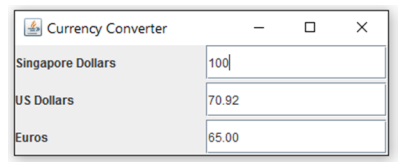 Currency Converter
Singapore Dollars 100
US Dollars 70.92
Euros 65.00